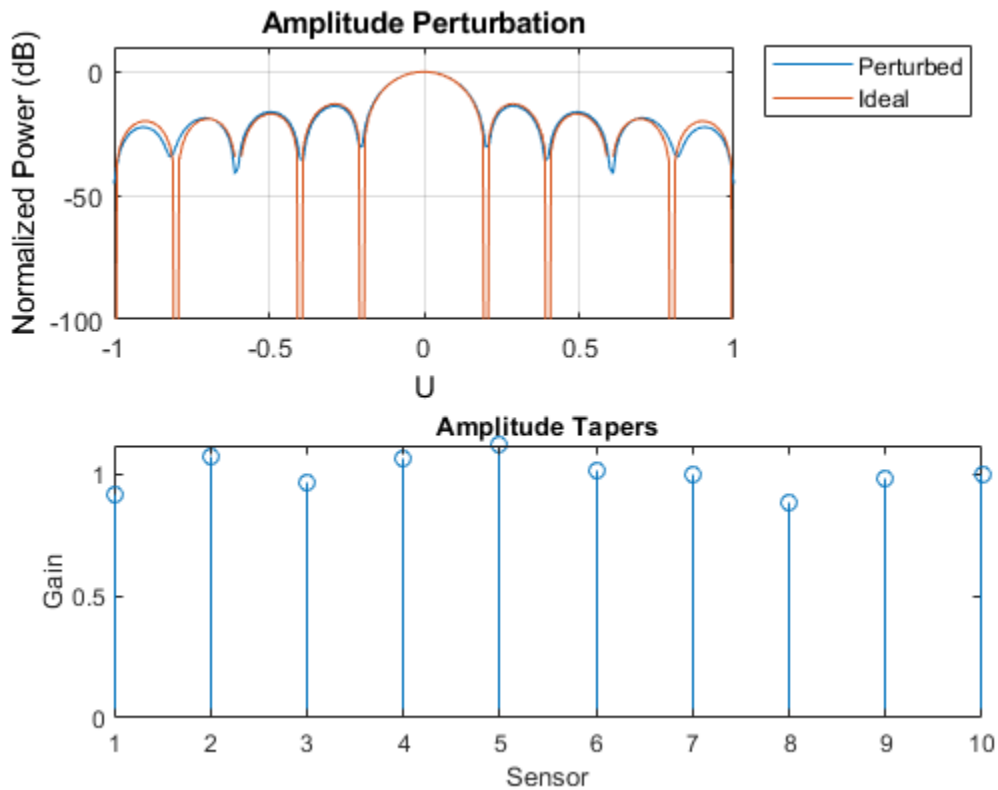 Amplitude Perturbation
Normalized Power (dB)
0
-50
-100
-1 -0.5 0 0.5 1
U
Perturbed
Ideal
Amplitude Tapers
Gain
1
0.5
0
1 2 3 4 5 6 7 8 9 10
Sensor